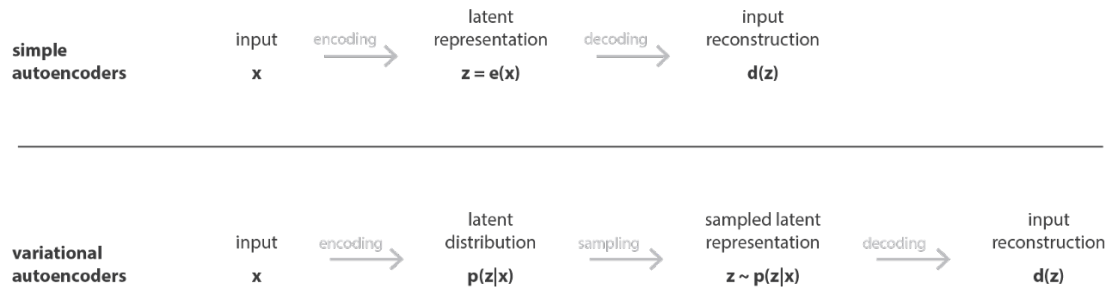 simple
autoencoders
input
x
encoding
latent
representation
z = e(x)
decoding
input
reconstruction
d(z)
variational
autoencoders
input
x
encoding
latent
distribution
p(z|x)
sampling
sampled latent
representation
z ~ p(z|x)
decoding
input
reconstruction
d(z)